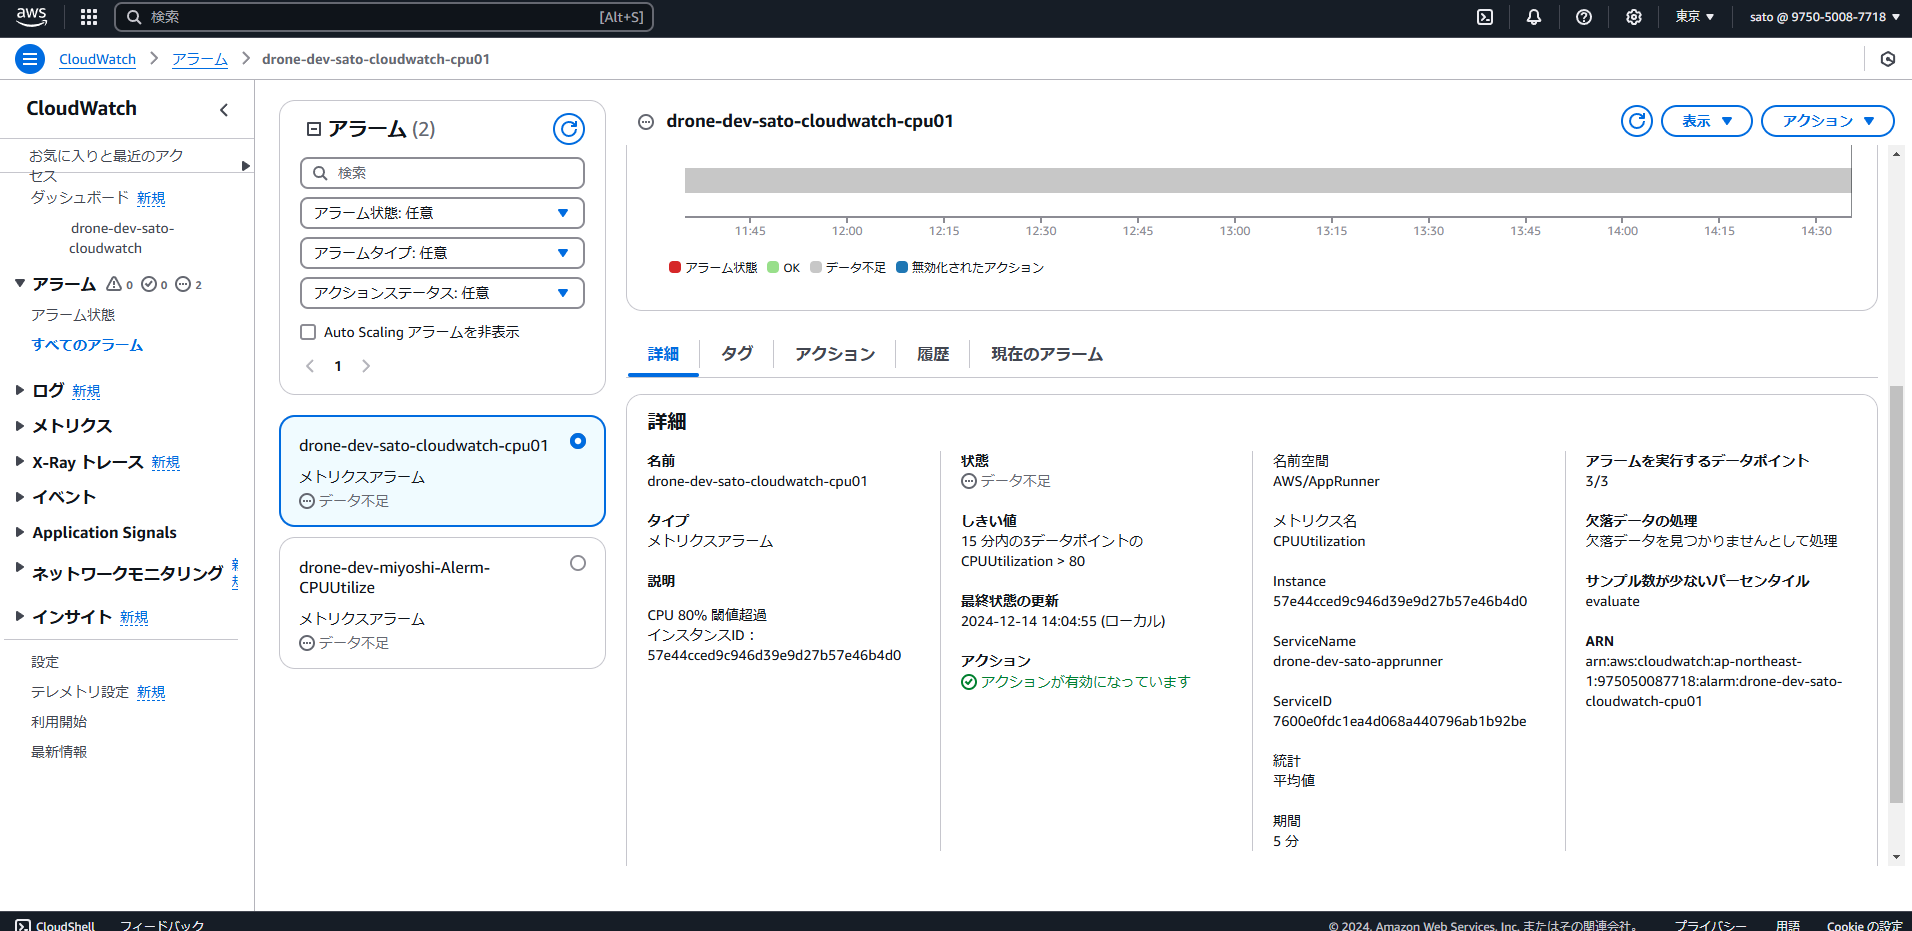 aws
検索
[Alt+S]
東京
sato @ 9750-5008-7718
CloudWatch
アラーム
drone-dev-sato-cloudwatch-cpu01
CloudWatch
お気に入りと最近のアク
セス
ダッシュボード 新規
drone-dev-sato-
cloudwatch
アラーム 0 0 2
アラーム状態
すべてのアラーム
ログ 新規
メトリクス
X-Ray トレース 新規
イベント
Application Signals
ネットワークモニタリング 新
規
インサイト 新規
設定
テレメトリ設定 新規
利用開始
最新情報
アラーム (2)
検索
アラーム状態: 任意
アラームタイプ: 任意
アクションステータス: 任意
Auto Scaling アラームを非表示
1
drone-dev-sato-cloudwatch-cpu01
メトリクスアラーム
データ不足
drone-dev-miyoshi-Alerm-
CPUUtilize
メトリクスアラーム
データ不足
drone-dev-sato-cloudwatch-cpu01
表示
アクション
11:45 12:00 12:15 12:30 12:45 13:00 13:15 13:30 13:45 14:00 14:15 14:30
アラーム状態 OK データ不足 無効化されたアクション
詳細 タグ アクション 履歴 現在のアラーム
詳細
名前
drone-dev-sato-cloudwatch-cpu01
タイプ
メトリクスアラーム
説明
CPU 80% 閾値超過
インスタンスID：
57e44cced9c946d39e9d27b57e46b4d0
状態
データ不足
しきい値
15 分内の3データポイントの
CPUUtilization > 80
最終状態の更新
2024-12-14 14:04:55 (ローカル)
アクション
アクションが有効になっています
名前空間
AWS/AppRunner
メトリクス名
CPUUtilization
Instance
57e44cced9c946d39e9d27b57e46b4d0
ServiceName
drone-dev-sato-apprunner
ServiceID
7600e0fdc1ea4d068a440796ab1b92be
統計
平均値
期間
5 分
アラームを実行するデータポイント
3/3
欠落データの処理
欠落データを見つかりませんとして処理
サンプル数が少ないパーセンタイル
evaluate
ARN
arn:aws:cloudwatch:ap-northeast-
1:975050087718:alarm:drone-dev-sato-
cloudwatch-cpu01
CloudShell
フィードバック
© 2024, Amazon Web Services, Inc. またはその関連会社。
プライバシー
用語
Cookie の設定